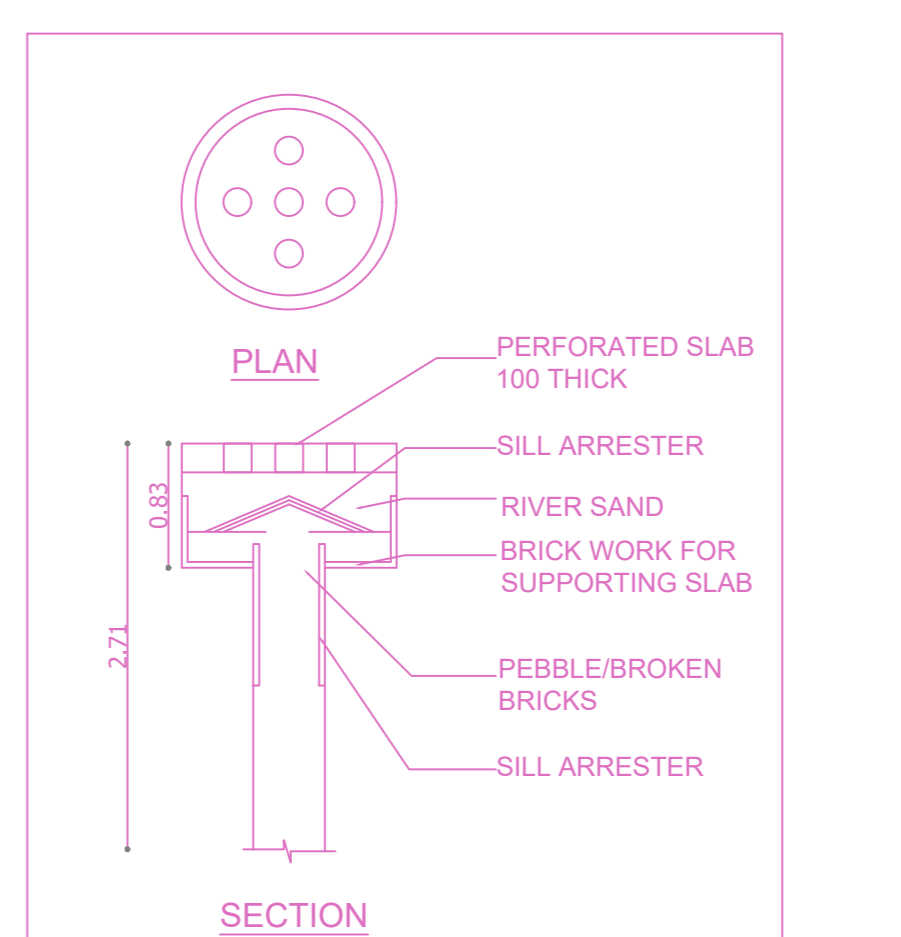 PLAN
PERFORATED SLAB
100 THICK
SILL ARRESTER
0.83
RIVER SAND
BRICK WORK FOR
SUPPORTING SLAB
2.71
PEBBLE/BROKEN
BRICKS
SILL ARRESTER
SECTION